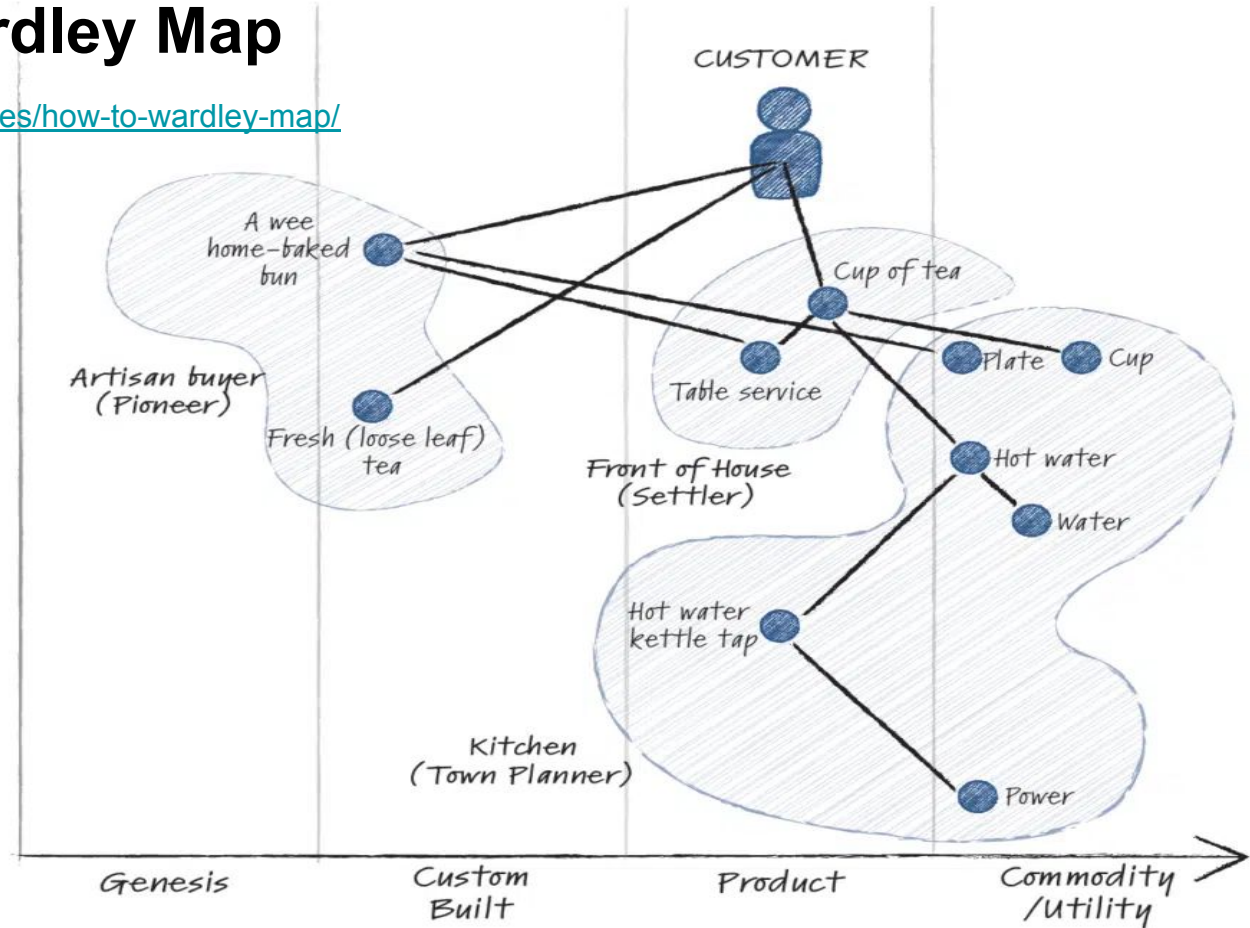 rdley Map
es/how-to-wardley-map/
CUSTOMER
A wee
home-baked
bun
Cup of tea
Plate
Cup
Table service
Artisan buyer
(Pioneer)
Fresh (loose leaf)
tea
Front of House
(Settler)
Hot water
Water
Hot water
kettle tap
Kitchen
(Town Planner)
Power
Genesis
Custom
Built
Product
Commodity
/Utility